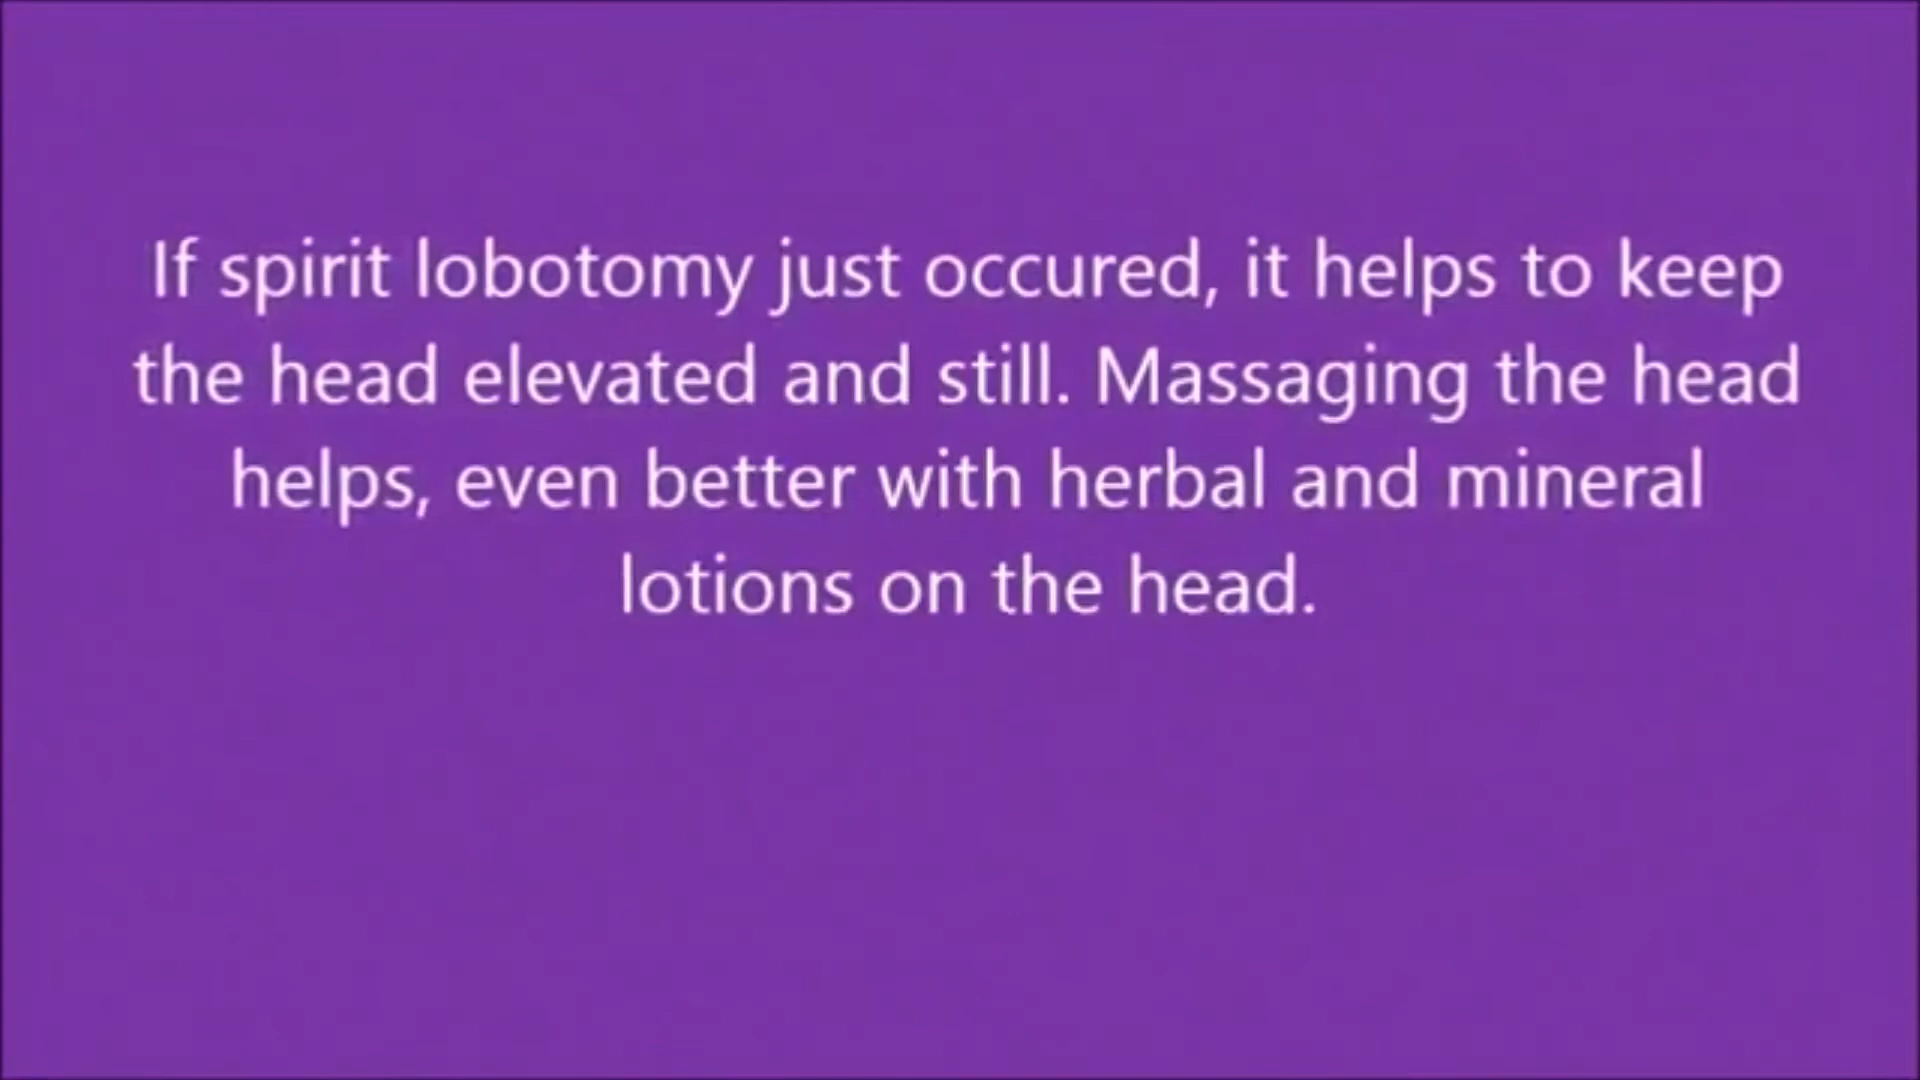 If spirit lobotomy just occured, it helps to keep
the head elevated and still. Massaging the head
helps, even better with herbal and mineral
lotions on the head.